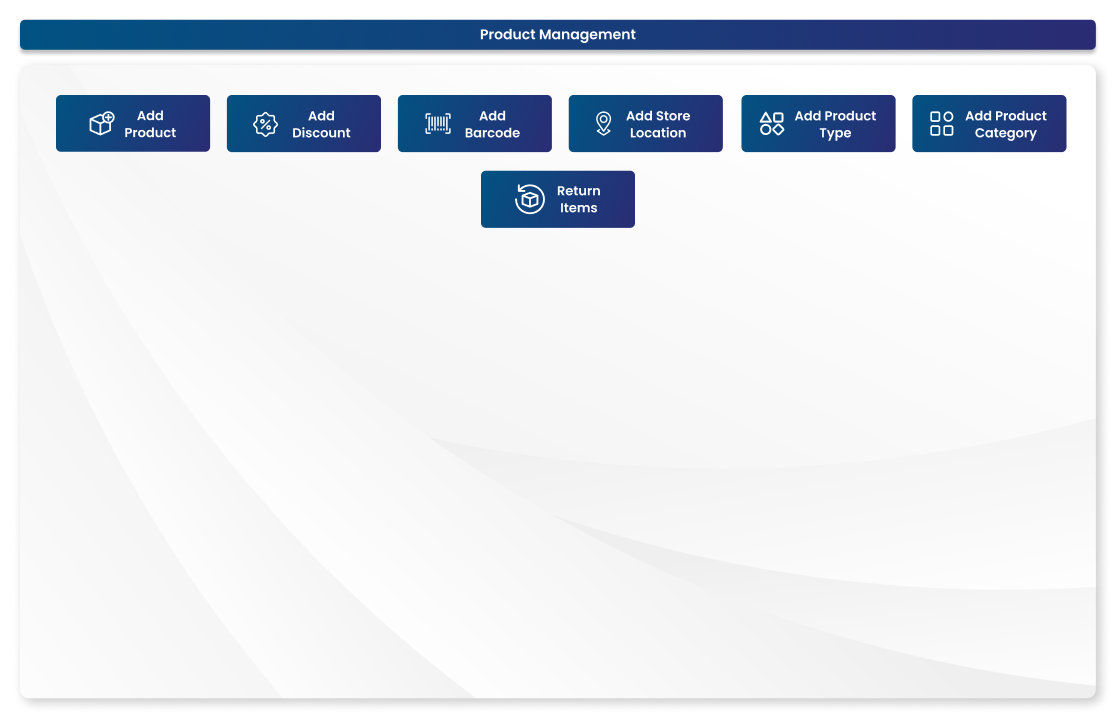 Product Management
Add
Product
Add
Discount
Add
Barcode
Add Store
Location
Add Product
Type
Add Product
Category
Return
Items